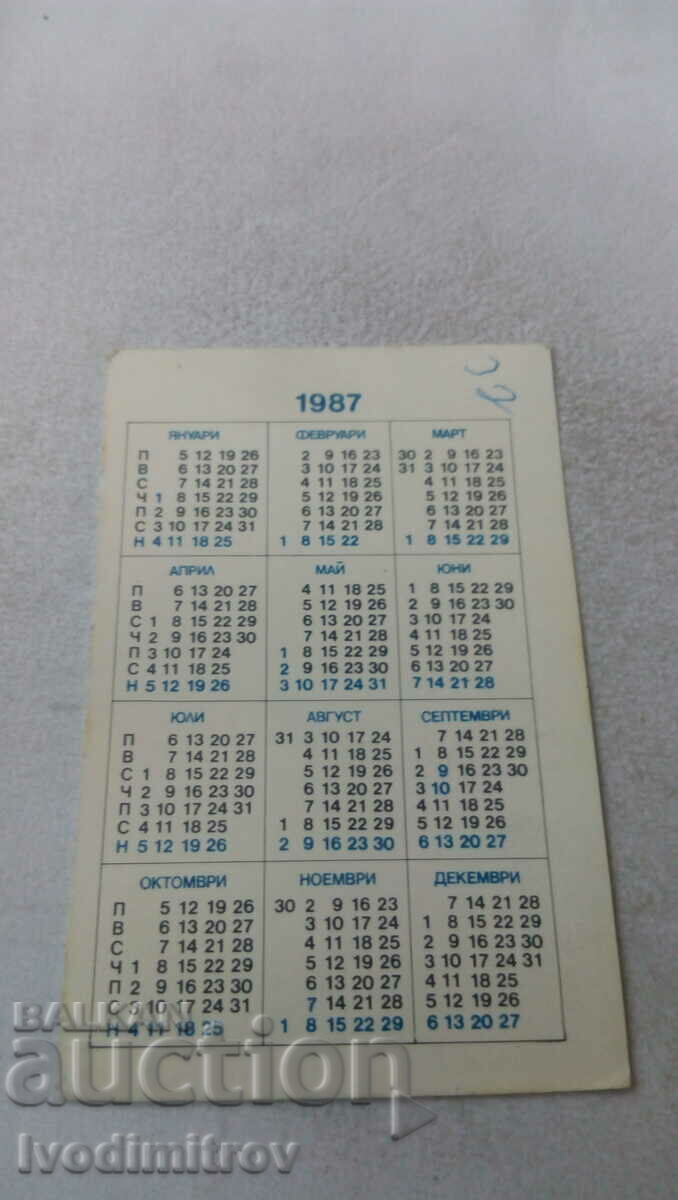 1987
ЯНУАРИ ФЕВРУАРИ МАРТ
П 5 12 19 26 2 9 16 23 30 2 9 16 23
В 6 13 20 27 3 10 17 24 31 3 10 17 24
С 7 14 21 28 4 11 18 25 4 11 18 25
Ч 1 8 15 22 29 5 12 19 26 5 12 19 26
П 2 9 16 23 30 6 13 20 27 6 13 20 27
С 3 10 17 24 31 7 14 21 28 7 14 21 28
Н 4 11 18 25 1 8 15 22 1 8 15 22 29
АПРИЛ МАЙ ЮНИ
П 6 13 20 27 4 11 18 25 1 8 15 22 29
В 7 14 21 28 5 12 19 26 2 9 16 23 30
С 1 8 15 22 29 6 13 20 27 3 10 17 24
Ч 2 9 16 23 30 7 14 21 28 4 11 18 25
П 3 10 17 24 1 8 15 22 29 5 12 19 26
С 4 11 18 25 2 9 16 23 30 6 13 20 27
Н 5 12 19 26 3 10 17 24 31 7 14 21 28
ЮЛИ АВГУСТ СЕПТЕМВРИ
П 6 13 20 27 31 3 10 17 24 7 14 21 28
В 7 14 21 28 4 11 18 25 1 8 15 22 29
С 1 8 15 22 29 5 12 19 26 2 9 16 23 30
Ч 2 9 16 23 30 6 13 20 27 3 10 17 24
П 3 10 17 24 31 7 14 21 28 4 11 18 25
С 4 11 18 25 1 8 15 22 29 5 12 19 26
Н 5 12 19 26 2 9 16 23 30 6 13 20 27
ОКТОМВРИ НОЕМВРИ ДЕКЕМВРИ
П 5 12 19 26 30 2 9 16 23 7 14 21 28
В 6 13 20 27 3 10 17 24 1 8 15 22 29
С 7 14 21 28 4 11 18 25 2 9 16 23 30
Ч 1 8 15 22 29 5 12 19 26 3 10 17 24 31
П 2 9 16 23 30 6 13 20 27 4 11 18 25
С 3 10 17 24 31 7 14 21 28 5 12 19 26
Н 4 11 18 25 1 8 15 22 29 6 13 20 27
BALKAN
auction
Ivodimitrov